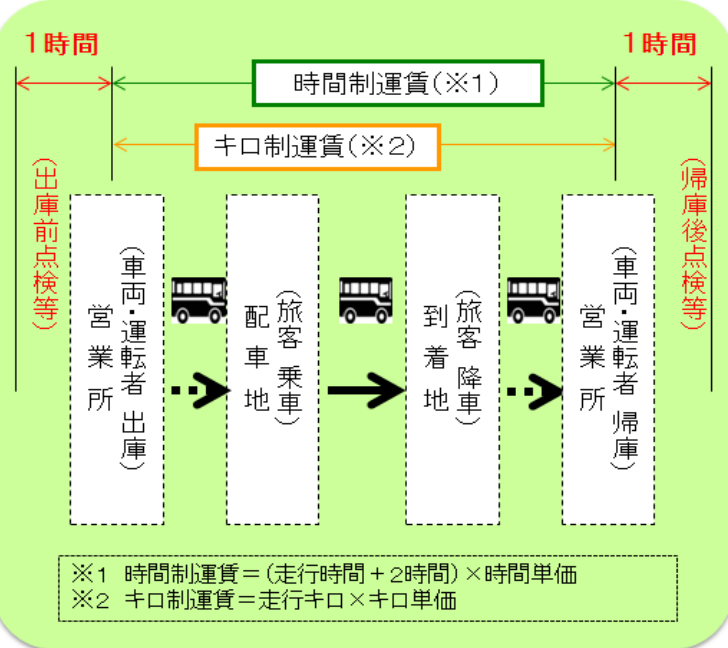 1時間
1時間
時間制運賃(※1)
キロ制運賃(※2)
(出庫前点検等)
(帰庫後点検等)
営業所
(車両・運転者 出庫)
配車地
(旅客 乗車)
到着地
(旅客 降車)
営業所
(車両・運転者 帰庫)
※1 時間制運賃=(走行時間+2時間)×時間単価
※2 キロ制運賃=走行キロ×キロ単価